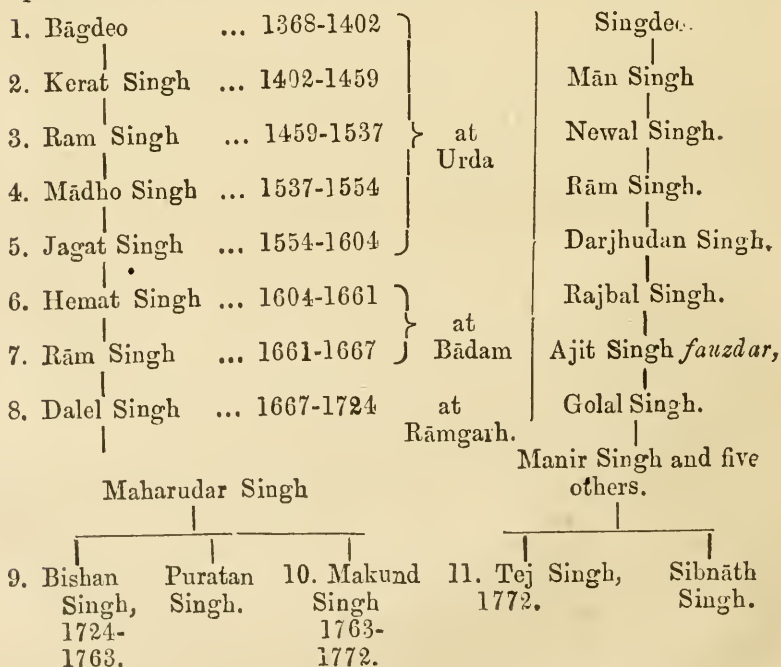 1. Bāgdeo ... 1368-1402 Singdeo.
2. Kerat Singh ... 1402-1459 Mān Singh
3. Ram Singh ... 1459-1537 at Urda Newal Singh.
4. Mādho Singh ... 1537-1554 Rām Singh.
5. Jagat Singh ... 1554-1604 Darjhudan Singh.
6. Hemat Singh ... 1604-1661 Rajbal Singh.
7. Rām Singh ... 1661-1667 at Bādam Ajit Singh fauzdar,
8. Dalel Singh ... 1667-1724 at Rāmgarh. Golal Singh.
Manir Singh and five
Maharudar Singh others.
9. Bishan Puratan 10. Makund 11. Tej Singh, Sibnāth
Singh, Singh. Singh 1772. Singh.
1724- 1763-
1763. 1772.